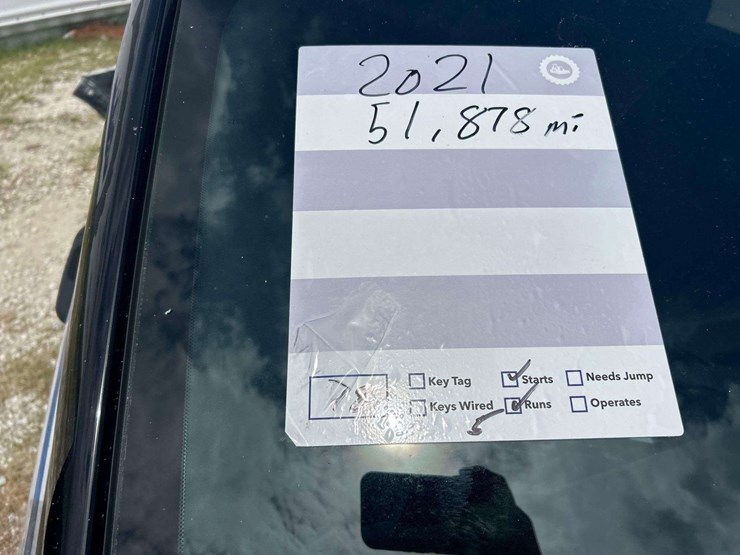 2021
51,878 mi
Key Tag Starts Needs Jump
Keys Wired Runs Operates